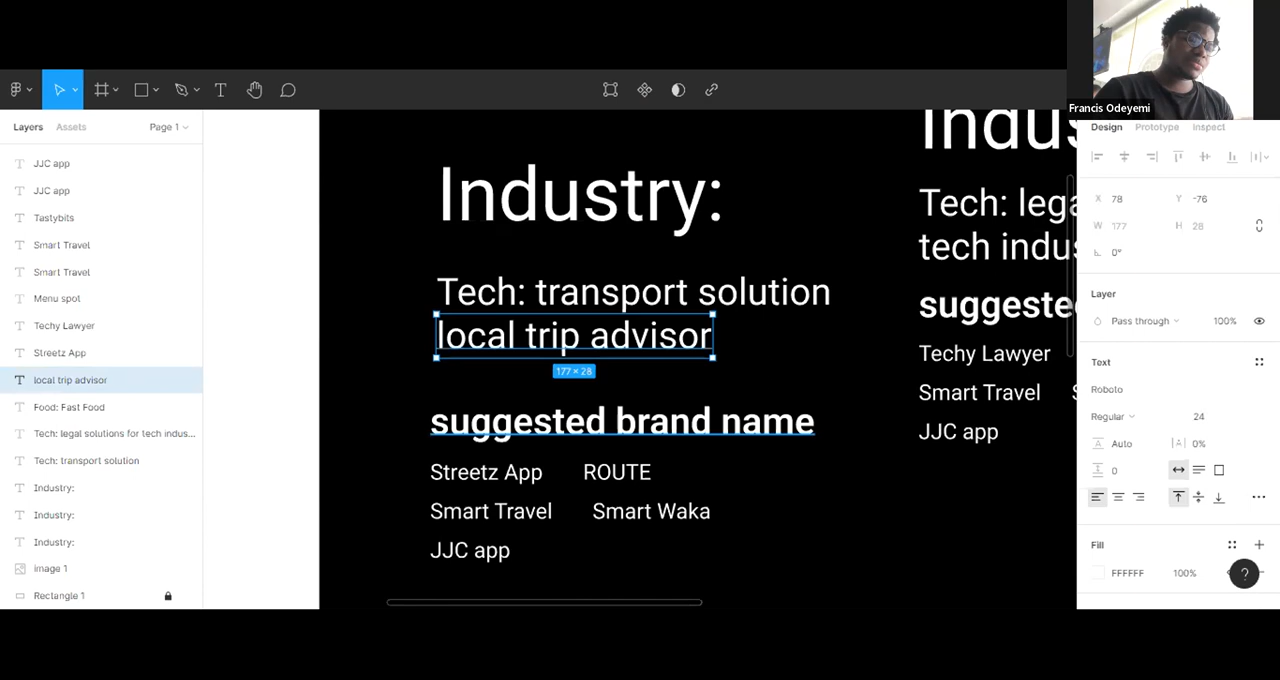 Francis Odeyemi
Layers Assets Page 1
JJC app
JJC app
Tastybits
Smart Travel
Smart Travel
Menu spot
Techy Lawyer
Streetz App
local trip advisor
Food: Fast Food
Tech: legal solutions for tech indus...
Tech: transport solution
Industry:
Industry:
Industry:
image 1
Rectangle 1
Industry:
Tech: transport solution
local trip advisor
177 × 28
suggested brand name
Streetz App ROUTE
Smart Travel Smart Waka
JJC app
Indus
Tech: lega
tech indus
suggested
Techy Lawyer
Smart Travel S
JJC app
Design Prototype Inspect
X 78 Y -76
W 177 H 28
0°
Layer
Pass through 100%
Text
Roboto
Regular 24
A Auto |A| 0%
0
Fill
FFFFFF 100%
?